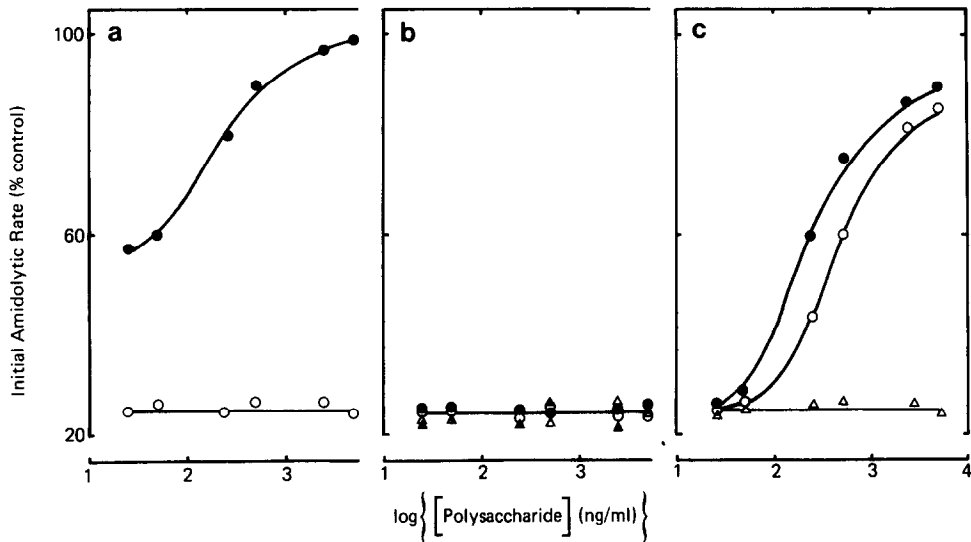 a
b
c
100
60
20
Initial Amidolytic Rate (% control)
1 2 3
1 2 3
1 2 3 4
log{[Polysaccharide] (ng/ml)}